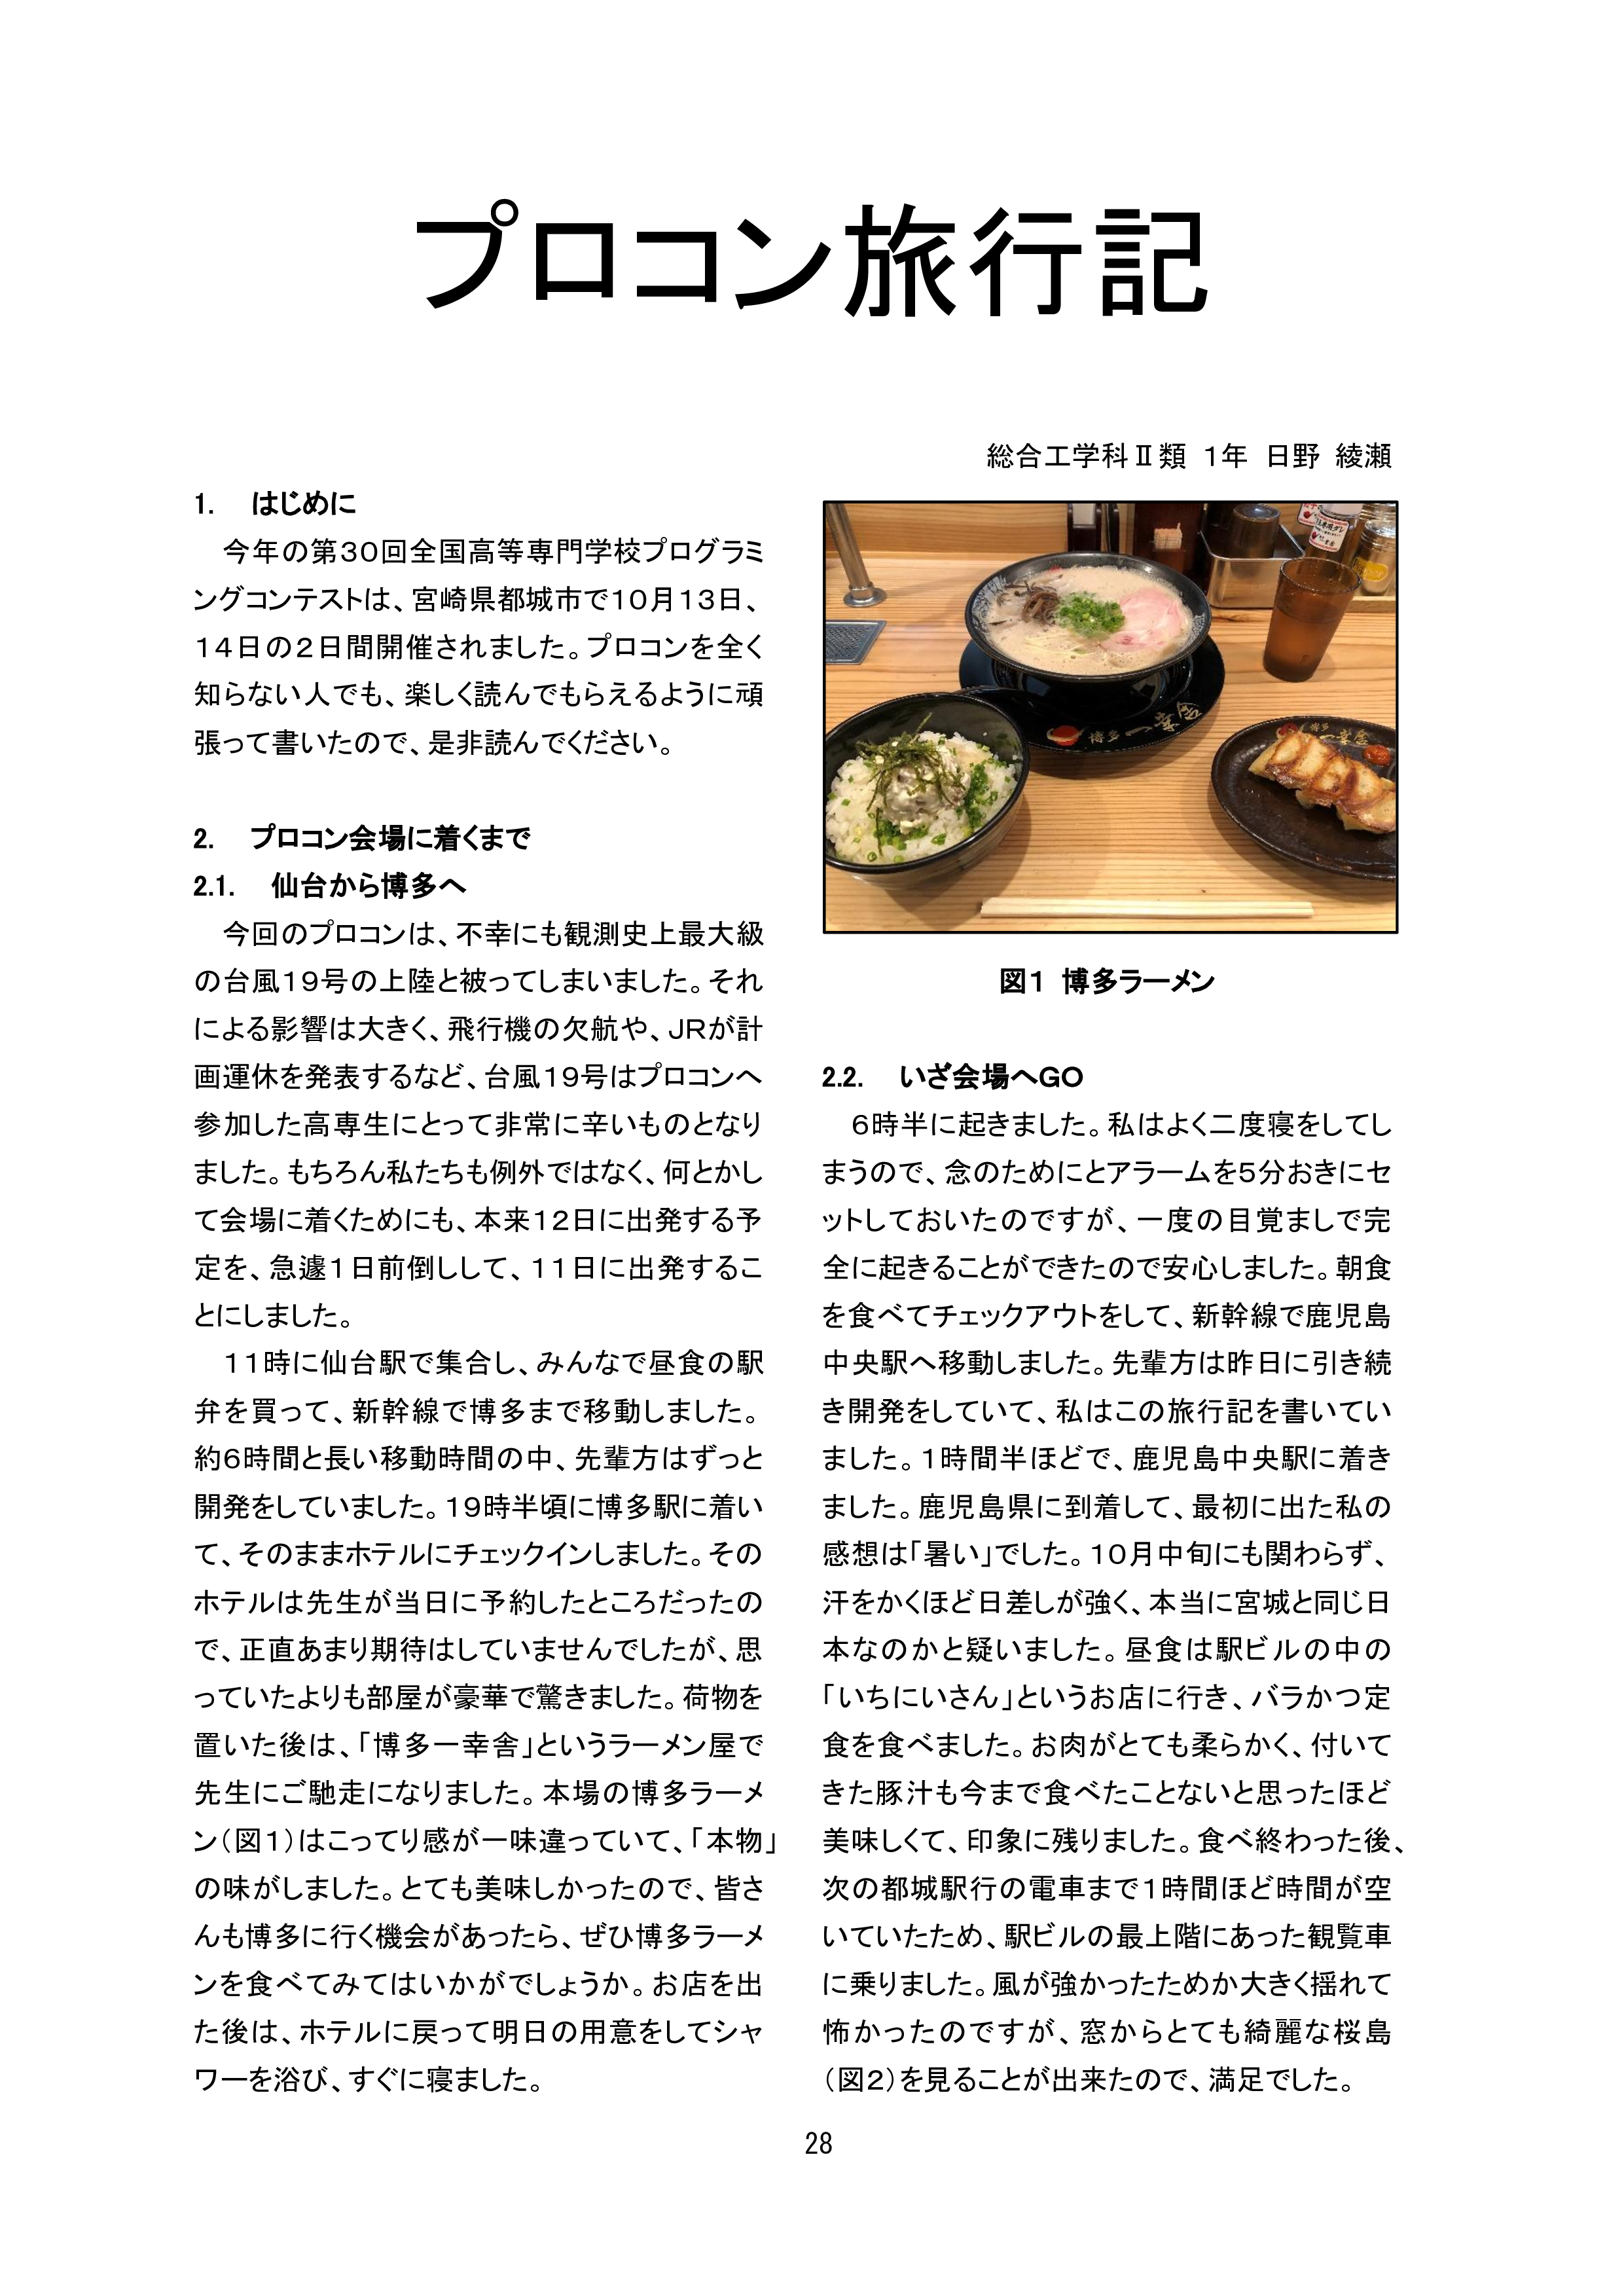 プロコン旅行記
総合工学科Ⅱ類 1年 日野 綾瀬
1. はじめに
今年の第30回全国高等専門学校プログラミ
ングコンテストは、宮崎県都城市で10月13日、
14日の2日間開催されました。プロコンを全く
知らない人でも、楽しく読んでもらえるように頑
張って書いたので、是非読んでください。
2. プロコン会場に着くまで
2.1. 仙台から博多へ
今回のプロコンは、不幸にも観測史上最大級
の台風19号の上陸と被ってしまいました。それ
による影響は大きく、飛行機の欠航や、JRが計
画運休を発表するなど、台風19号はプロコンへ
参加した高専生にとって非常に辛いものとなり
ました。もちろん私たちも例外ではなく、何とかし
て会場に着くためにも、本来12日に出発する予
定を、急遽1日前倒しして、11日に出発するこ
とにしました。
11時に仙台駅で集合し、みんなで昼食の駅
弁を買って、新幹線で博多まで移動しました。
約6時間と長い移動時間の中、先輩方はずっと
開発をしていました。19時半頃に博多駅に着い
て、そのままホテルにチェックインしました。その
ホテルは先生が当日に予約したところだったの
で、正直あまり期待はしていませんでしたが、思
っていたよりも部屋が豪華で驚きました。荷物を
置いた後は、「博多一幸舎」というラーメン屋で
先生にご馳走になりました。本場の博多ラーメ
ン(図1)はこってり感が一味違っていて、「本物」
の味がしました。とても美味しかったので、皆さ
んも博多に行く機会があったら、ぜひ博多ラーメ
ンを食べてみてはいかがでしょうか。お店を出
た後は、ホテルに戻って明日の用意をしてシャ
ワーを浴び、すぐに寝ました。
博多一幸舎
博多一幸舎
図1 博多ラーメン
2.2. いざ会場へGO
6時半に起きました。私はよく二度寝をしてし
まうので、念のためにとアラームを5分おきにセ
ットしておいたのですが、一度の目覚ましで完
全に起きることができたので安心しました。朝食
を食べてチェックアウトをして、新幹線で鹿児島
中央駅へ移動しました。先輩方は昨日に引き続
き開発をしていて、私はこの旅行記を書いてい
ました。1時間半ほどで、鹿児島中央駅に着き
ました。鹿児島県に到着して、最初に出た私の
感想は「暑い」でした。10月中旬にも関わらず、
汗をかくほど日差しが強く、本当に宮城と同じ日
本なのかと疑いました。昼食は駅ビルの中の
「いちにいさん」というお店に行き、バラかつ定
食を食べました。お肉がとても柔らかく、付いて
きた豚汁も今まで食べたことないと思ったほど
美味しくて、印象に残りました。食べ終わった後、
次の都城駅行の電車まで1時間ほど時間が空
いていたため、駅ビルの最上階にあった観覧車
に乗りました。風が強かったためか大きく揺れて
怖かったのですが、窓からとても綺麗な桜島
(図2)を見ることが出来たので、満足でした。
28